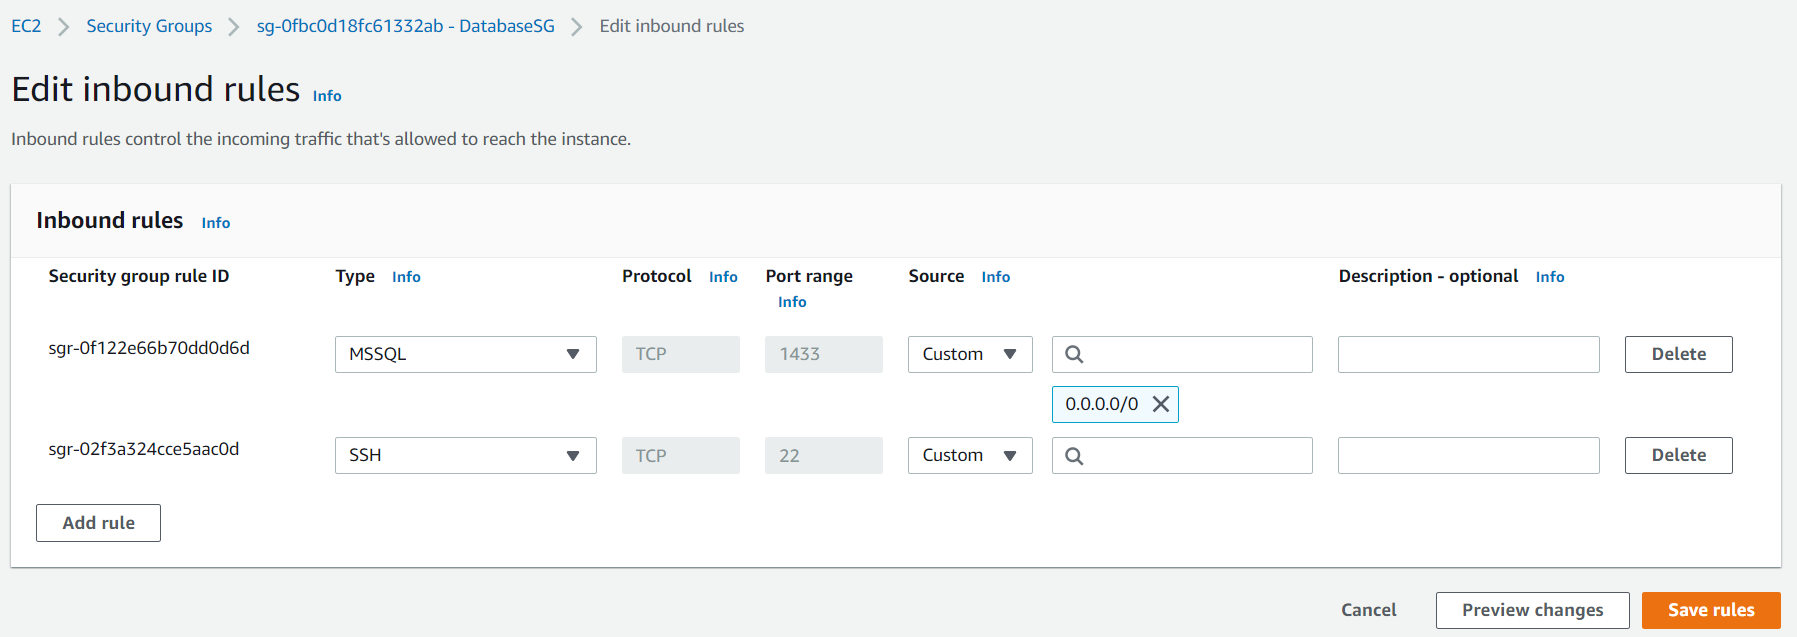 EC2 > Security Groups > sg-0fbc0d18fc61332ab - DatabaseSG > Edit inbound rules
Edit inbound rules Info
Inbound rules control the incoming traffic that's allowed to reach the instance.
Inbound rules Info
Security group rule ID Type Info Protocol Info Port range Info Source Info Description - optional Info
sgr-0f122e66b70dd0d6d MSSQL TCP 1433 Custom Delete
0.0.0.0/0
sgr-02f3a324cce5aac0d SSH TCP 22 Custom Delete
Add rule
Cancel Preview changes Save rules